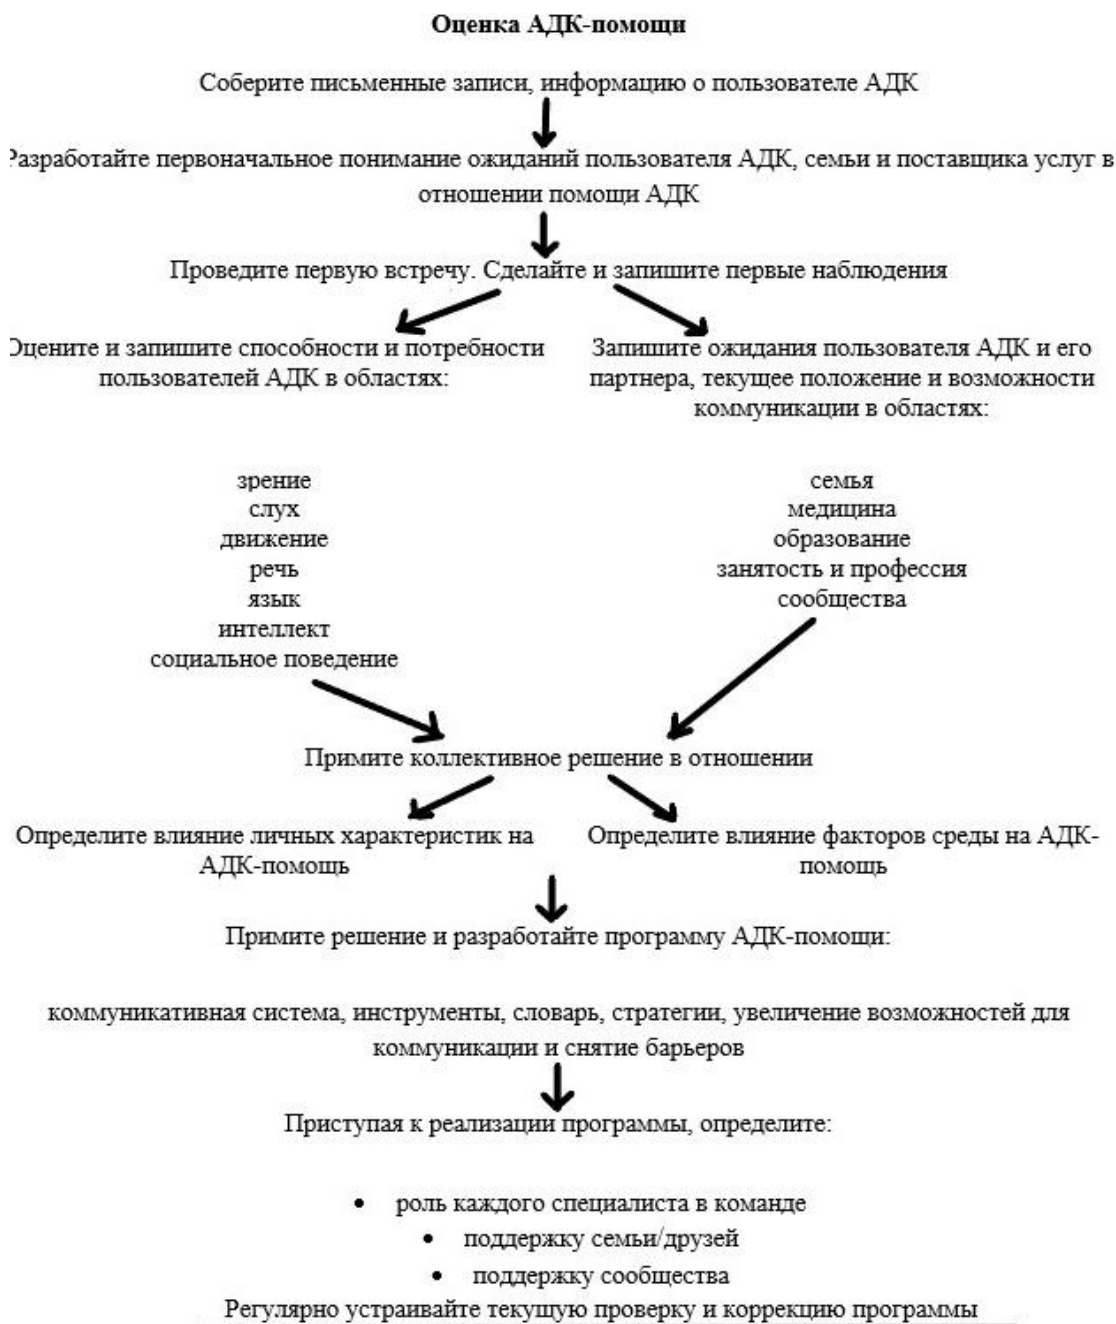 Оценка АДК-помощи
Соберите письменные записи, информацию о пользователе АДК
Разработайте первоначальное понимание ожиданий пользователя АДК, семьи и поставщика услуг в
отношении помощи АДК
Проведите первую встречу. Сделайте и запишите первые наблюдения
Оцените и запишите способности и потребности
пользователей АДК в областях:
Запишите ожидания пользователя АДК и его
партнера, текущее положение и возможности
коммуникации в областях:
зрение
слух
движение
речь
язык
интеллект
социальное поведение
семья
медицина
образование
занятость и профессия
сообщества
Примите коллективное решение в отношении
Определите влияние личных характеристик на
АДК-помощь
Определите влияние факторов среды на АДК-
помощь
Примите решение и разработайте программу АДК-помощи:
коммуникативная система, инструменты, словарь, стратегии, увеличение возможностей для
коммуникации и снятие барьеров
Приступая к реализации программы, определите:
• роль каждого специалиста в команде
• поддержку семьи/друзей
• поддержку сообщества
Регулярно устраивайте текущую проверку и коррекцию программы